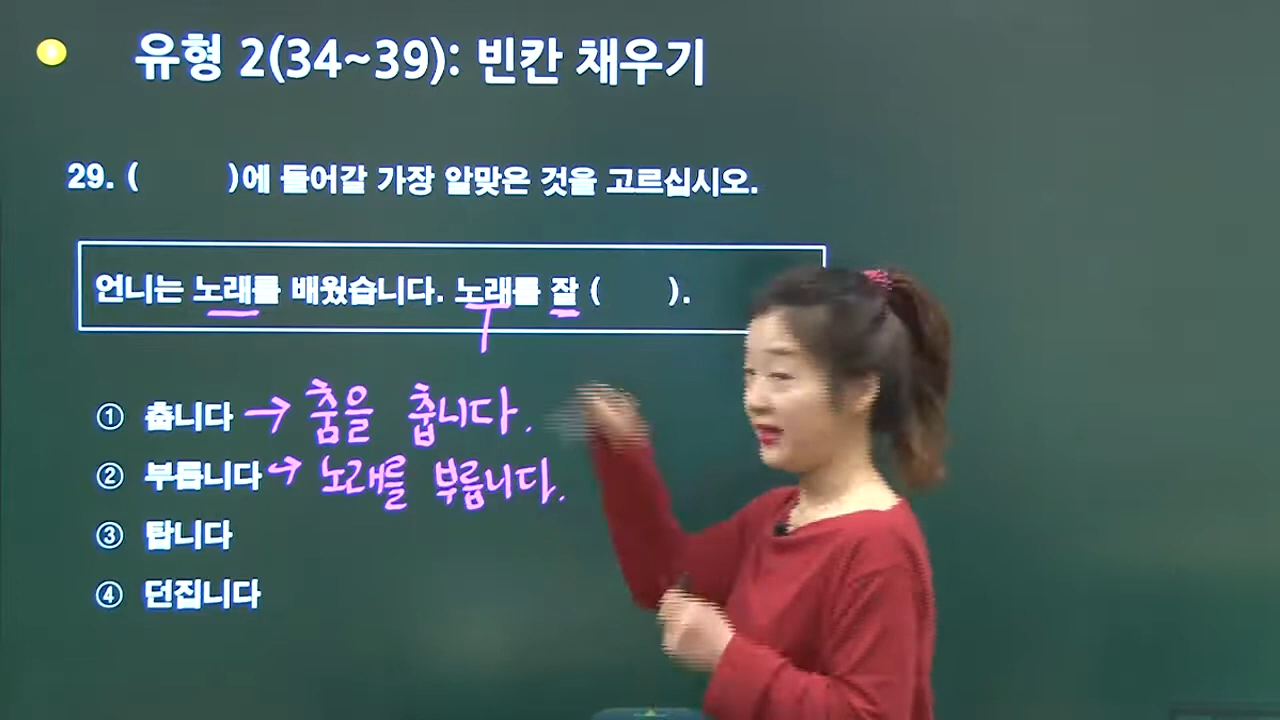 유형 2(34~39): 빈칸 채우기
29. ( )에 들어갈 가장 알맞은 것을 고르십시오.
언니는 노래를 배웠습니다. 노래를 잘 ( ).
① 춥니다 → 춤을 춥니다.
② 부릅니다 → 노래를 부릅니다.
③ 탑니다
④ 던집니다